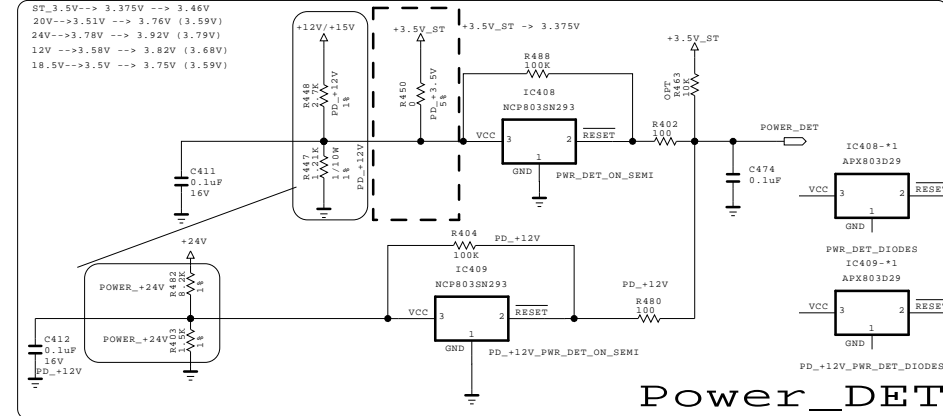 ST_3.5V--> 3.375V --> 3.46V
20V-->3.51V --> 3.76V (3.59V)
24V-->3.78V --> 3.92V (3.79V)
12V -->3.58V --> 3.82V (3.68V)
18.5V-->3.5V --> 3.75V (3.59V)
+12V/+15V
R448
2.7K
1%
PD_+12V
R447
1.21K
1/10W
1%
PD_+12V
+3.5V_ST
R450
0
5%
PD_+3.5V
+3.5V_ST -> 3.375V
R488
100K
IC408
NCP803SN293
VCC
3
2
RESET
1
GND
PWR_DET_ON_SEMI
R402
100
+3.5V_ST
OPT
R463
10K
POWER_DET
C474
0.1uF
C411
0.1uF
16V
IC408-*1
APX803D29
VCC
3
2
RESET
1
GND
PWR_DET_DIODES
+24V
R482
8.2K
1%
POWER_+24V
R403
1.5K
1%
POWER_+24V
C412
0.1uF
16V
PD_+12V
R404
100K
PD_+12V
IC409
NCP803SN293
VCC
3
2
RESET
1
GND
PD_+12V_PWR_DET_ON_SEMI
PD_+12V
R480
100
IC409-*1
APX803D29
VCC
3
2
RESET
1
GND
PD_+12V_PWR_DET_DIODES
Power_DET